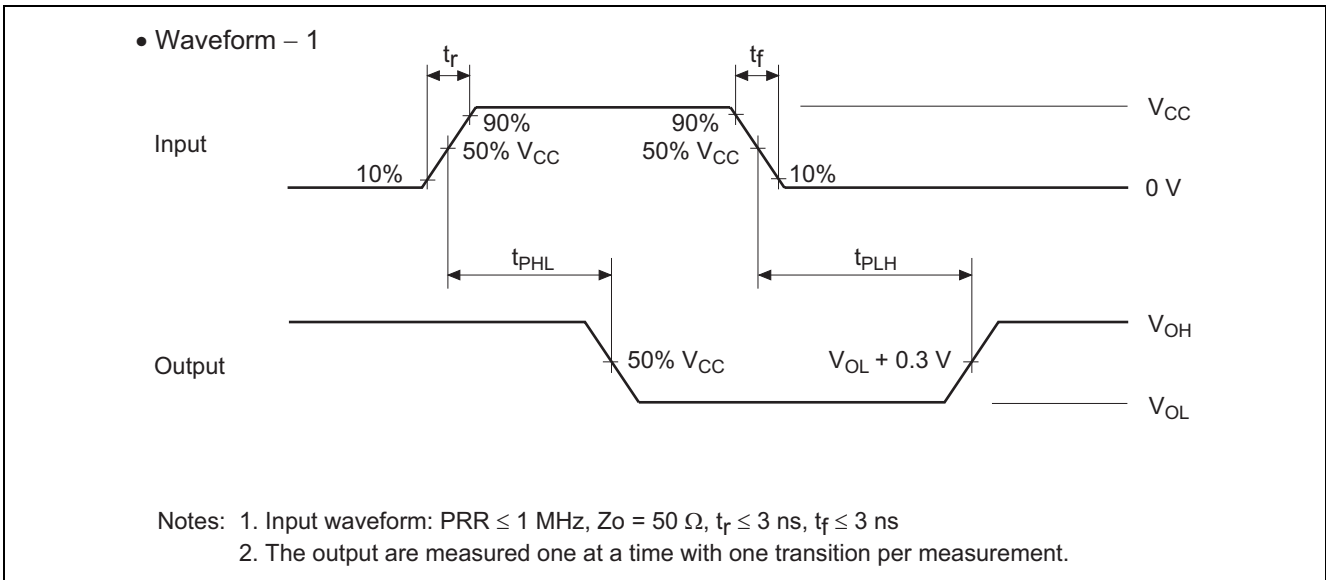 • Waveform – 1
tr
tf
VCC
90%
90%
Input
50% VCC
50% VCC
10%
10%
0 V
tPHL
tPLH
VOH
Output
50% VCC
VOL + 0.3 V
VOL
Notes: 1. Input waveform: PRR ≤ 1 MHz, Zo = 50 Ω, tr ≤ 3 ns, tf ≤ 3 ns
2. The output are measured one at a time with one transition per measurement.